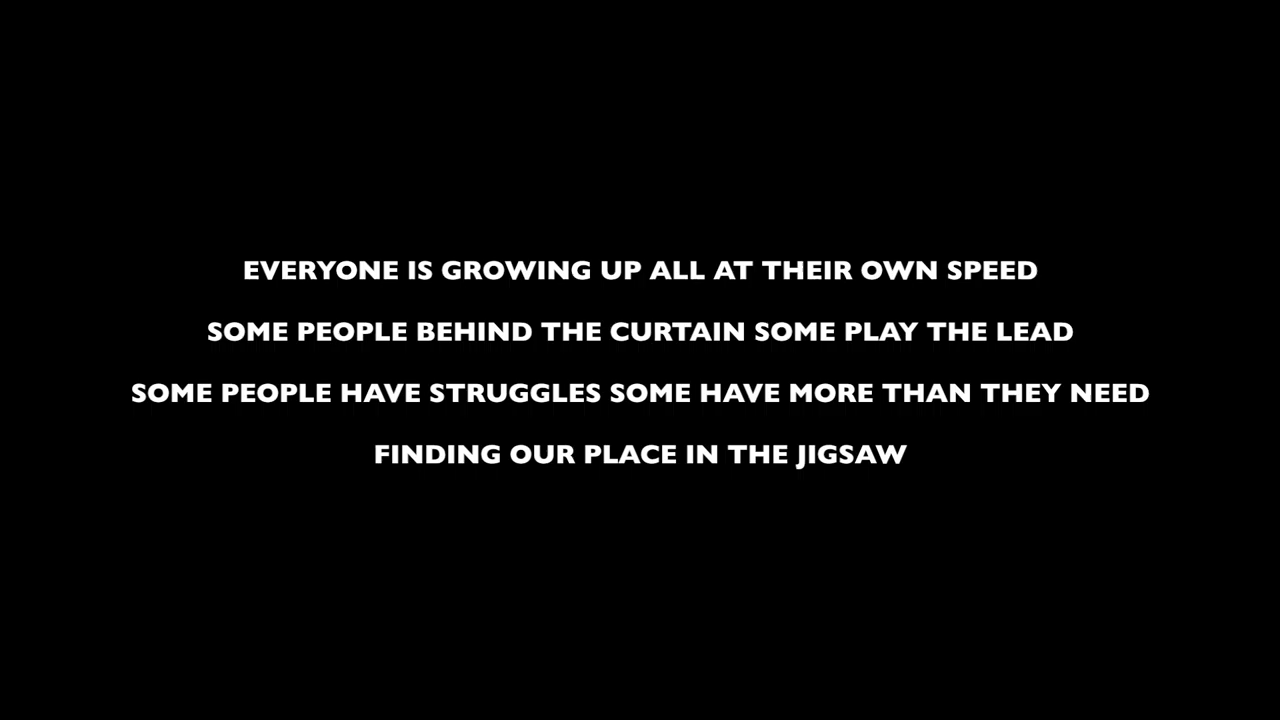 EVERYONE IS GROWING UP ALL AT THEIR OWN SPEED
SOME PEOPLE BEHIND THE CURTAIN SOME PLAY THE LEAD
SOME PEOPLE HAVE STRUGGLES SOME HAVE MORE THAN THEY NEED
FINDING OUR PLACE IN THE JIGSAW